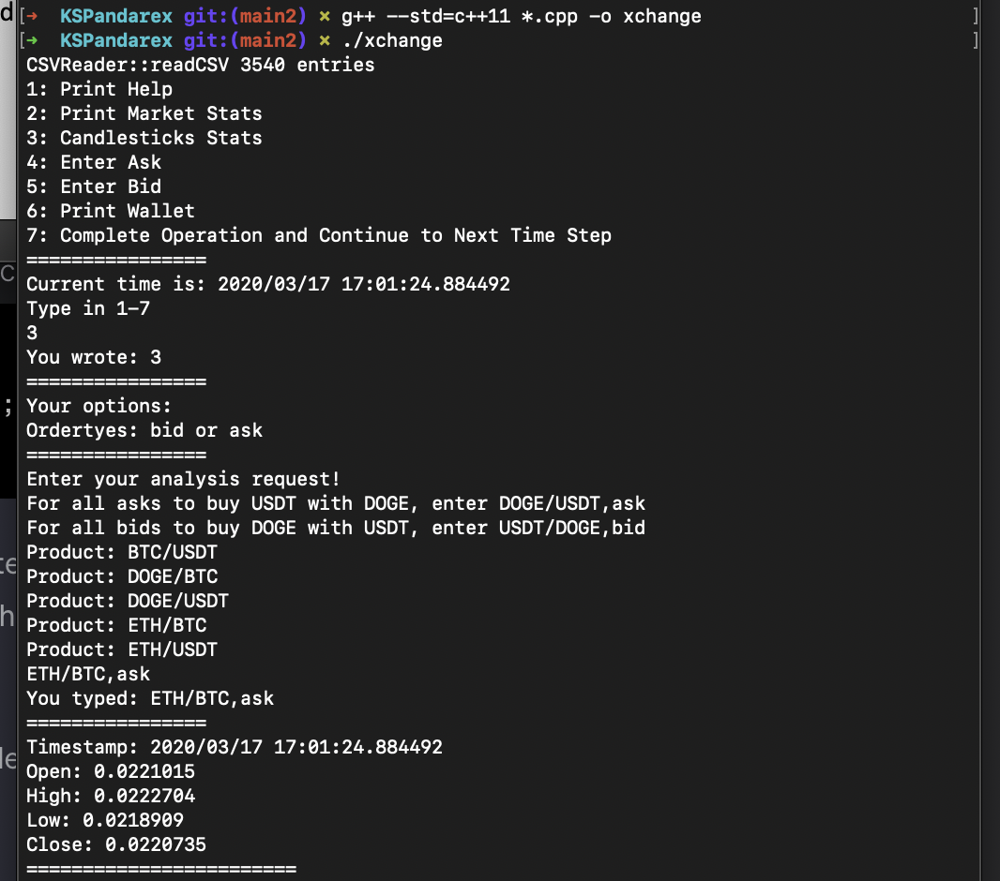 [➜  KSPandarex git:(main2) ✗ g++ --std=c++11 *.cpp -o xchange ]
[➜  KSPandarex git:(main2) ✗ ./xchange ]
CSVReader::readCSV 3540 entries
1: Print Help
2: Print Market Stats
3: Candlesticks Stats
4: Enter Ask
5: Enter Bid
6: Print Wallet
7: Complete Operation and Continue to Next Time Step
================
Current time is: 2020/03/17 17:01:24.884492
Type in 1-7
3
You wrote: 3
================
Your options:
Ordertyes: bid or ask
================
Enter your analysis request!
For all asks to buy USDT with DOGE, enter DOGE/USDT,ask
For all bids to buy DOGE with USDT, enter USDT/DOGE,bid
Product: BTC/USDT
Product: DOGE/BTC
Product: DOGE/USDT
Product: ETH/BTC
Product: ETH/USDT
ETH/BTC,ask
You typed: ETH/BTC,ask
================
Timestamp: 2020/03/17 17:01:24.884492
Open: 0.0221015
High: 0.0222704
Low: 0.0218909
Close: 0.0220735
========================